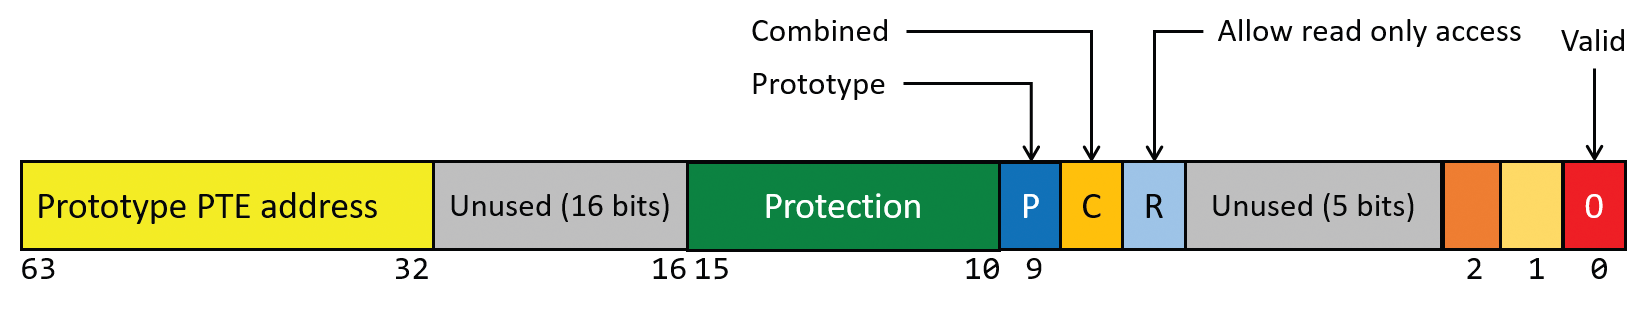 Combined
Allow read only access
Valid
Prototype
Prototype PTE address
Unused (16 bits)
Protection
P
C
R
Unused (5 bits)
0
63
32
16
15
10
9
2
1
0